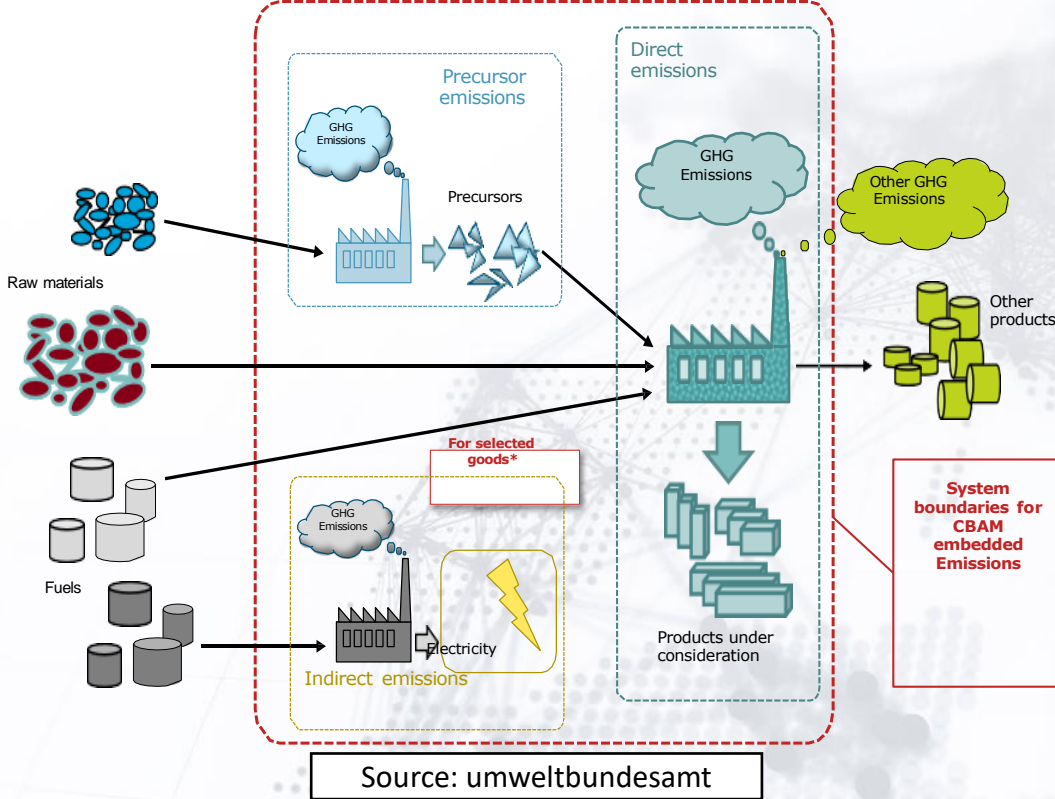 Precursor
emissions
Direct
emissions
GHG
Emissions
GHG
Emissions
Other GHG
Emissions
Precursors
Raw materials
Other
products
For selected
goods*
GHG
Emissions
System
boundaries for
CBAM
embedded
Emissions
Fuels
Electricity
Indirect emissions
Products under
consideration
Source: umweltbundesamt